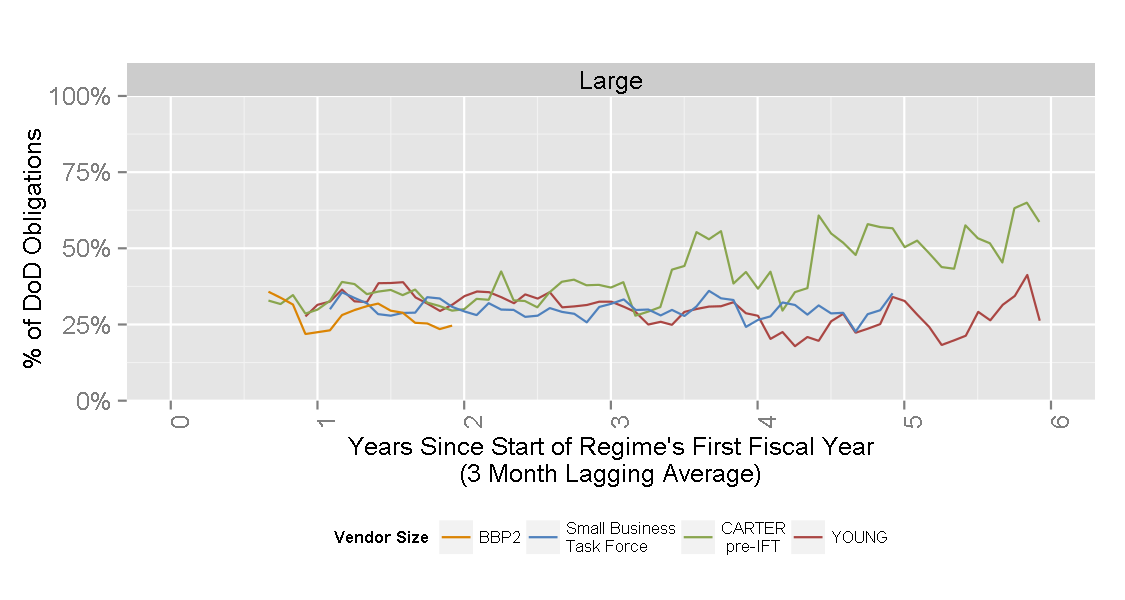 Large
% of DoD Obligations
100%
75%
50%
25%
0%
0 1 2 3 4 5 6
Years Since Start of Regime's First Fiscal Year
(3 Month Lagging Average)
Vendor Size
BBP2
Small Business
Task Force
CARTER
pre-IFT
YOUNG